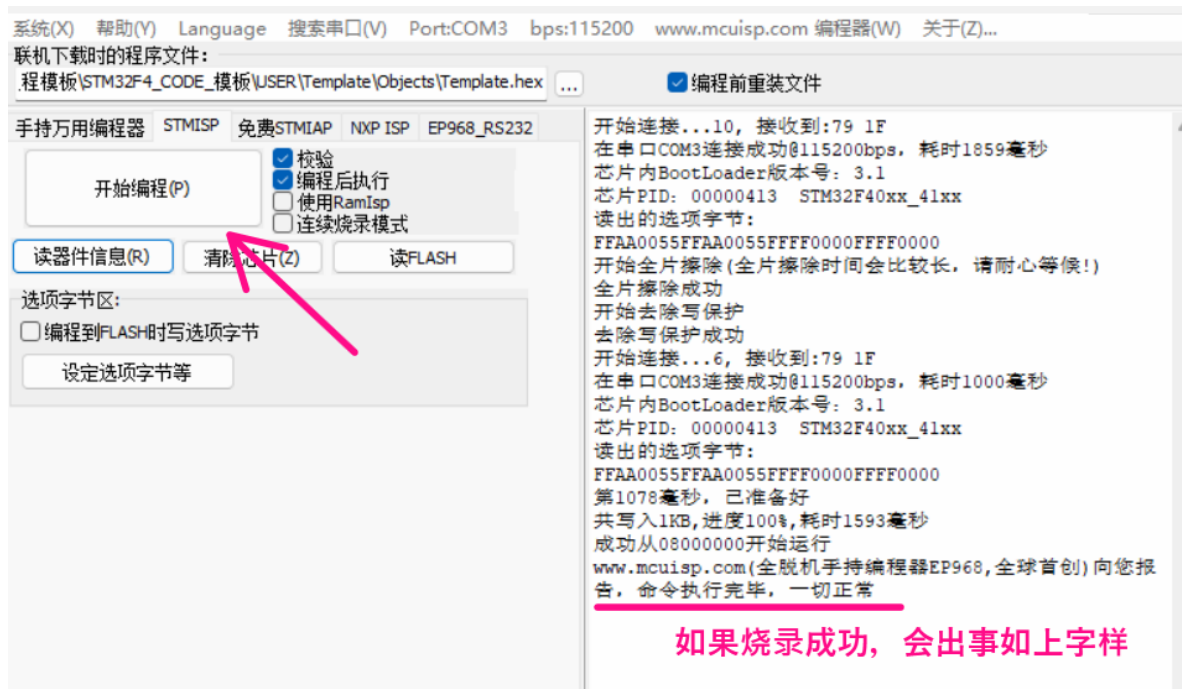 系统(X) 帮助(Y) Language 搜索串口(V) Port:COM3 bps:115200 www.mcuisp.com 编程器(W) 关于(Z)...
联机下载时的程序文件:
.程模板\STM32F4_CODE_模板\USER\Template\Objects\Template.hex ... 编程前重装文件
手持万用编程器 STMISP 免费STMIAP NXP ISP EP968_RS232
开始编程(P)
校验
编程后执行
使用RamIsp
连续烧录模式
读器件信息(R) 清除芯片(Z) 读FLASH
选项字节区:
编程到FLASH时写选项字节
设定选项字节等
开始连接...10, 接收到:79 1F
在串口COM3连接成功@115200bps, 耗时1859毫秒
芯片内BootLoader版本号: 3.1
芯片PID: 00000413 STM32F40xx_41xx
读出的选项字节:
FFAA0055FFAA0055FFFF0000FFFF0000
开始全片擦除(全片擦除时间会比较长, 请耐心等候!)
全片擦除成功
开始去除写保护
去除写保护成功
开始连接...6, 接收到:79 1F
在串口COM3连接成功@115200bps, 耗时1000毫秒
芯片内BootLoader版本号: 3.1
芯片PID: 00000413 STM32F40xx_41xx
读出的选项字节:
FFAA0055FFAA0055FFFF0000FFFF0000
第1078毫秒, 已准备好
共写入1KB,进度100%,耗时1593毫秒
成功从08000000开始运行
www.mcuisp.com(全脱机手持编程器EP968,全球首创)向您报
告, 命令执行完毕, 一切正常
如果烧录成功, 会出事如上字样